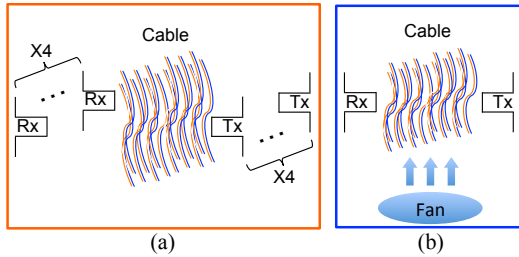 Cable
X4
...
Rx
Rx
Tx
Tx
...
X4
(a)
Cable
Rx
Tx
Fan
(b)